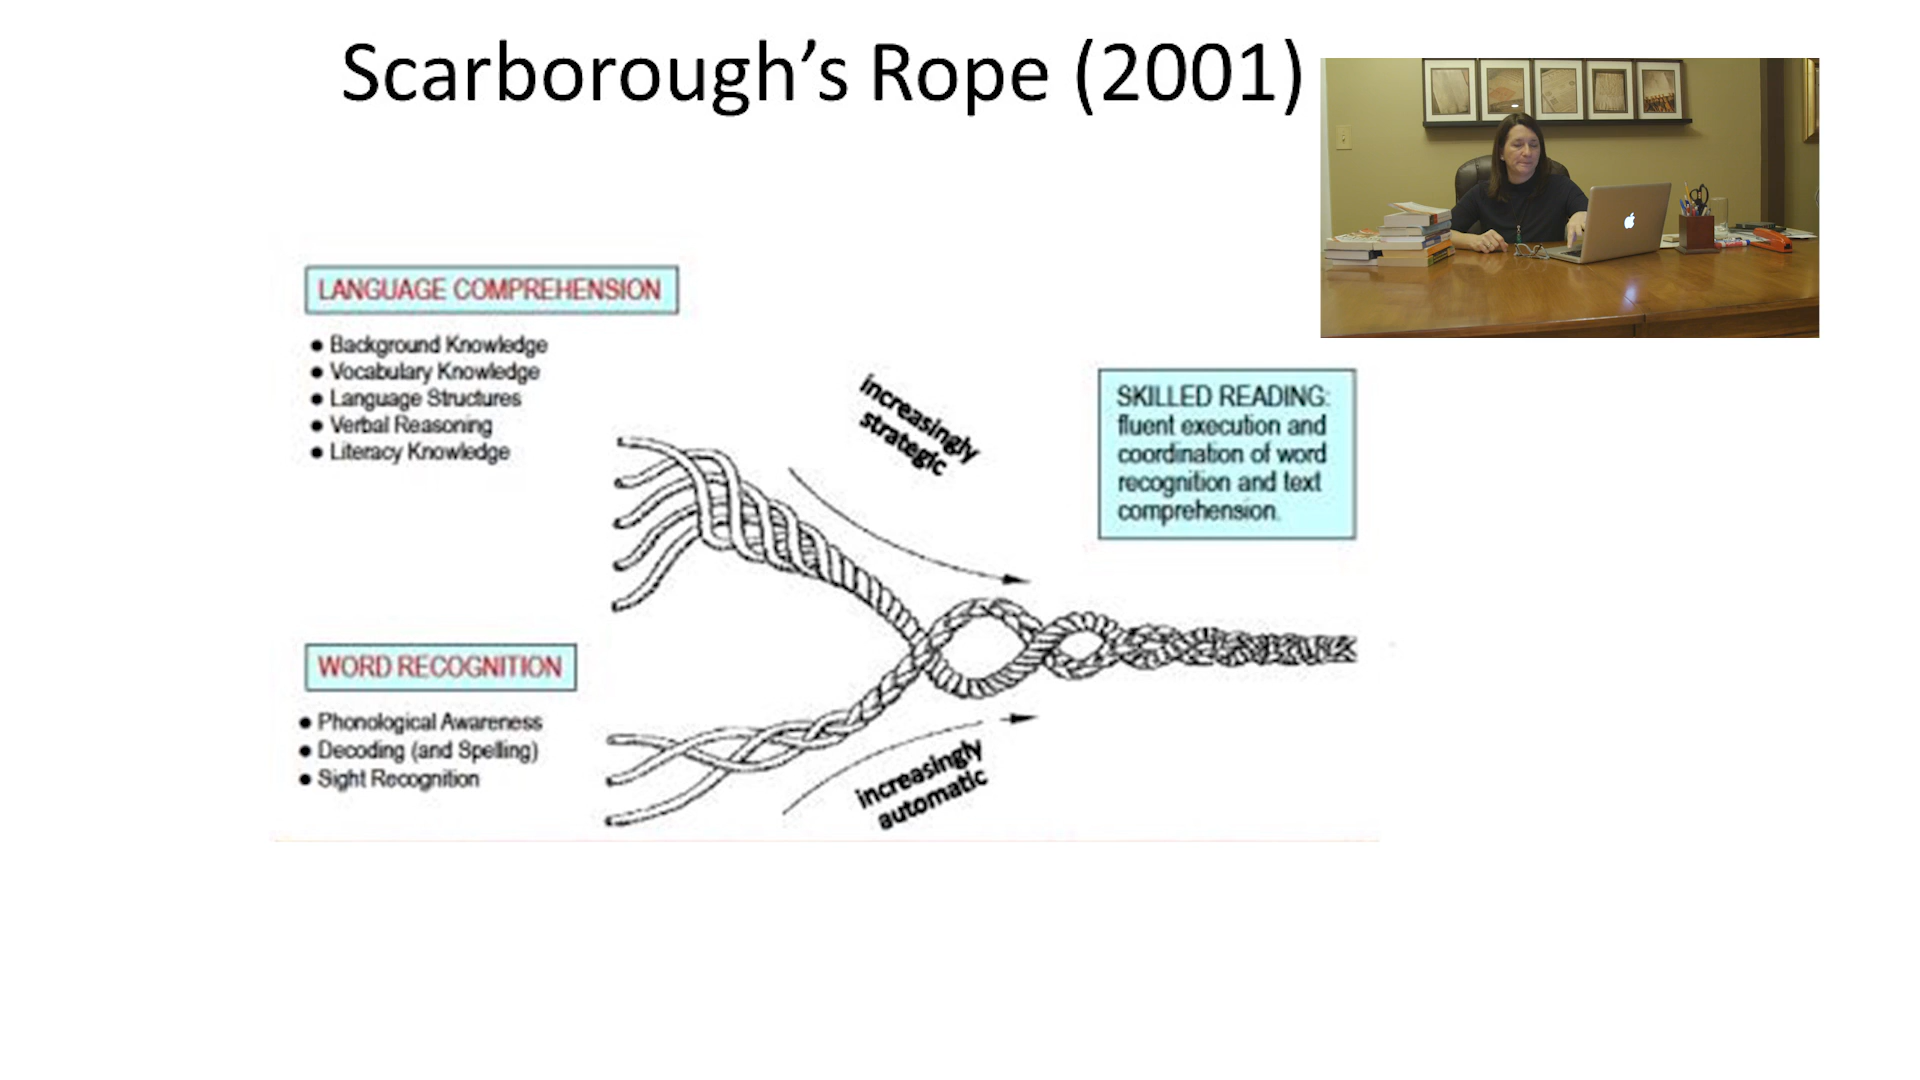 Scarborough's Rope (2001)
LANGUAGE COMPREHENSION
● Background Knowledge
● Vocabulary Knowledge
● Language Structures
● Verbal Reasoning
● Literacy Knowledge
increasingly
strategic
SKILLED READING:
fluent execution and
coordination of word
recognition and text
comprehension.
WORD RECOGNITION
● Phonological Awareness
● Decoding (and Spelling)
● Sight Recognition
increasingly
automatic